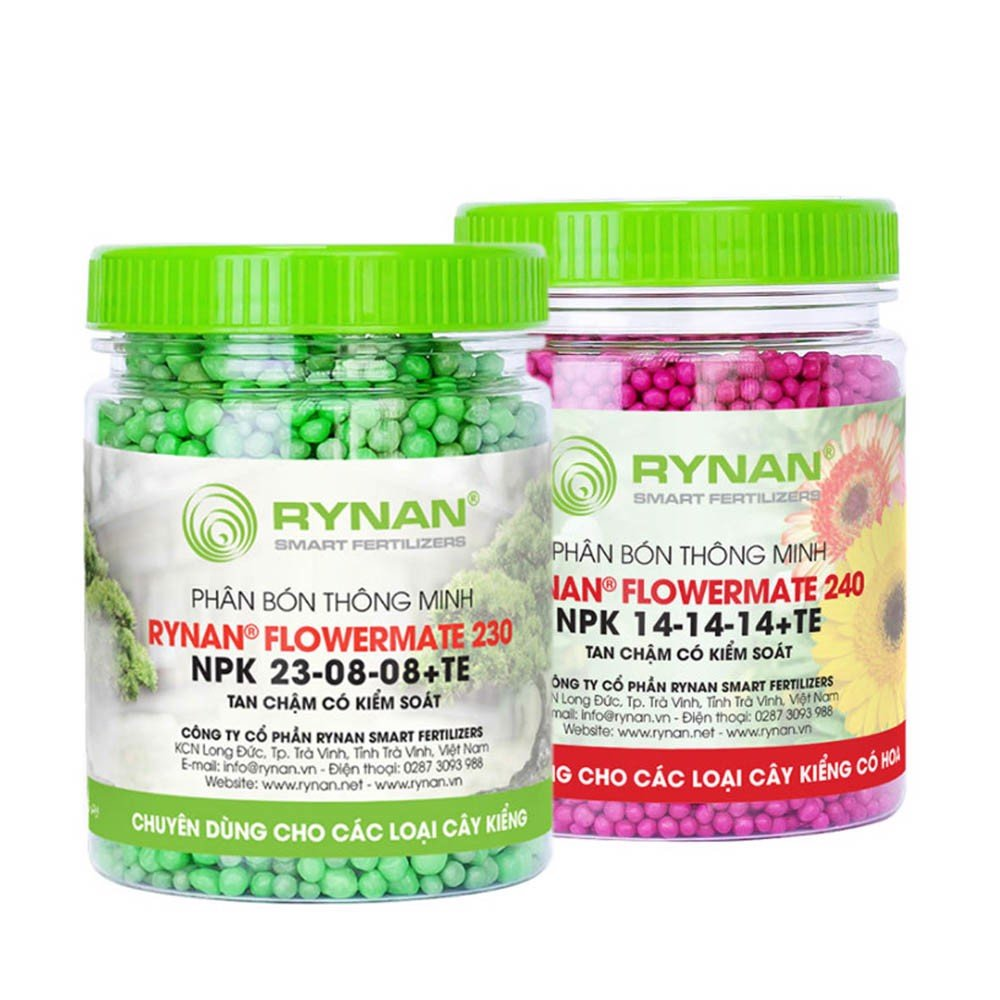 RYNAN®
SMART FERTILIZERS
PHÂN BÓN THÔNG MINH
RYNAN® FLOWERMATE 230
NPK 23-08-08+TE
TAN CHẬM CÓ KIỂM SOÁT
CÔNG TY CỔ PHẦN RYNAN SMART FERTILIZERS
KCN Long Đức, Tp. Trà Vinh, Tỉnh Trà Vinh, Việt Nam
E-mail: info@rynan.vn - Điện thoại: 0287 3093 988
Website: www.rynan.net - www.rynan.vn
CHUYÊN DÙNG CHO CÁC LOẠI CÂY KIỂNG
RYNAN®
SMART FERTILIZERS
PHÂN BÓN THÔNG MINH
NAN® FLOWERMATE 240
NPK 14-14-14+TE
TAN CHẬM CÓ KIỂM SOÁT
ÔNG TY CỔ PHẦN RYNAN SMART FERTILIZERS
N Long Đức, Tp. Trà Vinh, Tỉnh Trà Vinh, Việt Nam
mail: info@rynan.vn - Điện thoại: 0287 3093 988
Website: www.rynan.net - www.rynan.vn
NG CHO CÁC LOẠI CÂY KIỂNG CÓ HOA